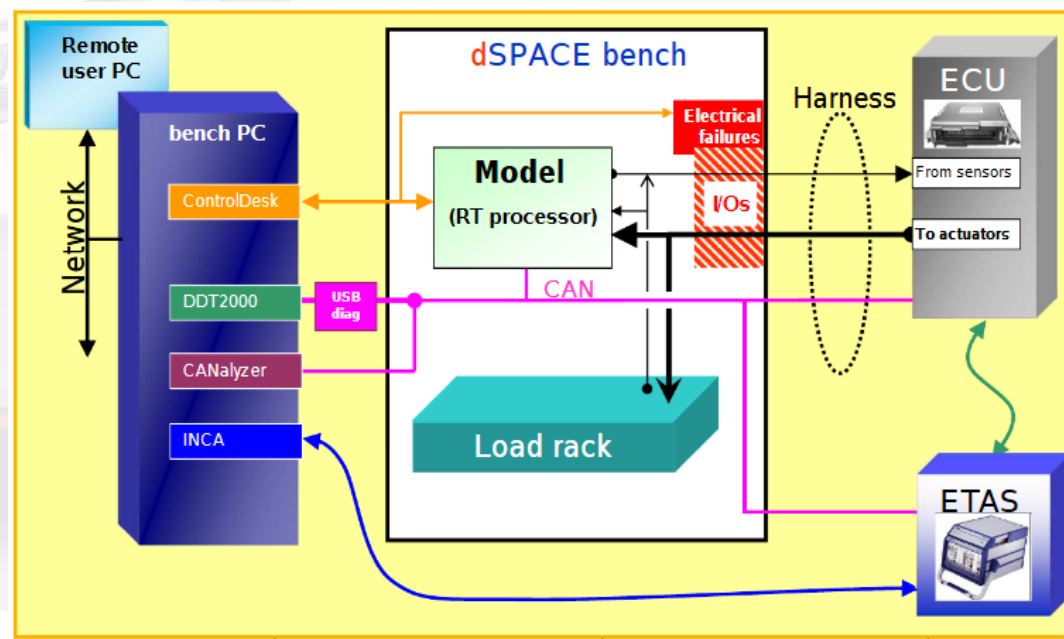 Remote
user PC
bench PC
ControlDesk
DDT2000
CANalyzer
INCA
Network
USB
diag
dSPACE bench
Electrical
failures
Model
(RT processor)
I/Os
CAN
Load rack
Harness
ECU
From sensors
To actuators
ETAS